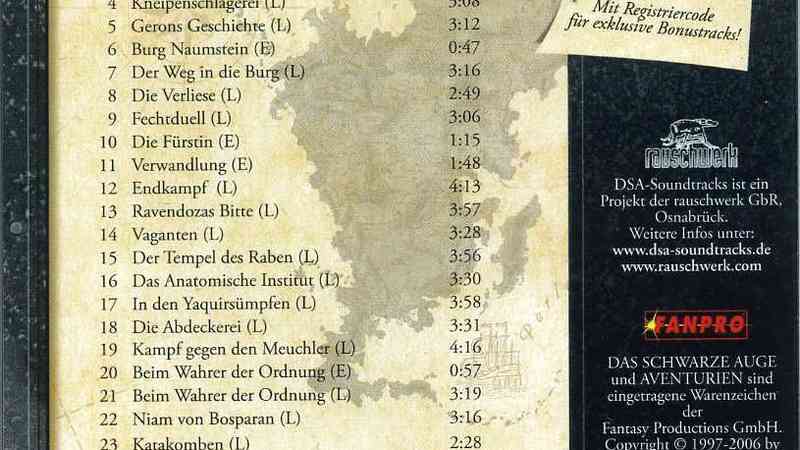 4 Kneipenschlägerei (L) 3:08
5 Gerons Geschichte (L) 3:12
6 Burg Naumstein (E) 0:47
7 Der Weg in die Burg (L) 3:16
8 Die Verliese (L) 2:49
9 Fechtduell (L) 3:06
10 Die Fürstin (E) 1:15
11 Verwandlung (E) 1:48
12 Endkampf (L) 4:13
13 Ravendozas Bitte (L) 3:57
14 Vaganten (L) 3:28
15 Der Tempel des Raben (L) 3:56
16 Das Anatomische Institut (L) 3:30
17 In den Yaquirsümpfen (L) 3:58
18 Die Abdeckerei (L) 3:31
19 Kampf gegen den Meuchler (L) 4:16
20 Beim Wahrer der Ordnung (E) 0:57
21 Beim Wahrer der Ordnung (L) 3:19
22 Niam von Bosparan (L) 3:16
23 Katakomben (L) 2:28
Mit Registriercode
für exklusive Bonustracks!
rauschwerk
DSA-Soundtracks ist ein
Projekt der rauschwerk GbR,
Osnabrück.
Weitere Infos unter:
www.dsa-soundtracks.de
www.rauschwerk.com
FANPRO
DAS SCHWARZE AUGE
und AVENTURIEN sind
eingetragene Warenzeichen
der
Fantasy Productions GmbH.
Copyright © 1997-2006 by